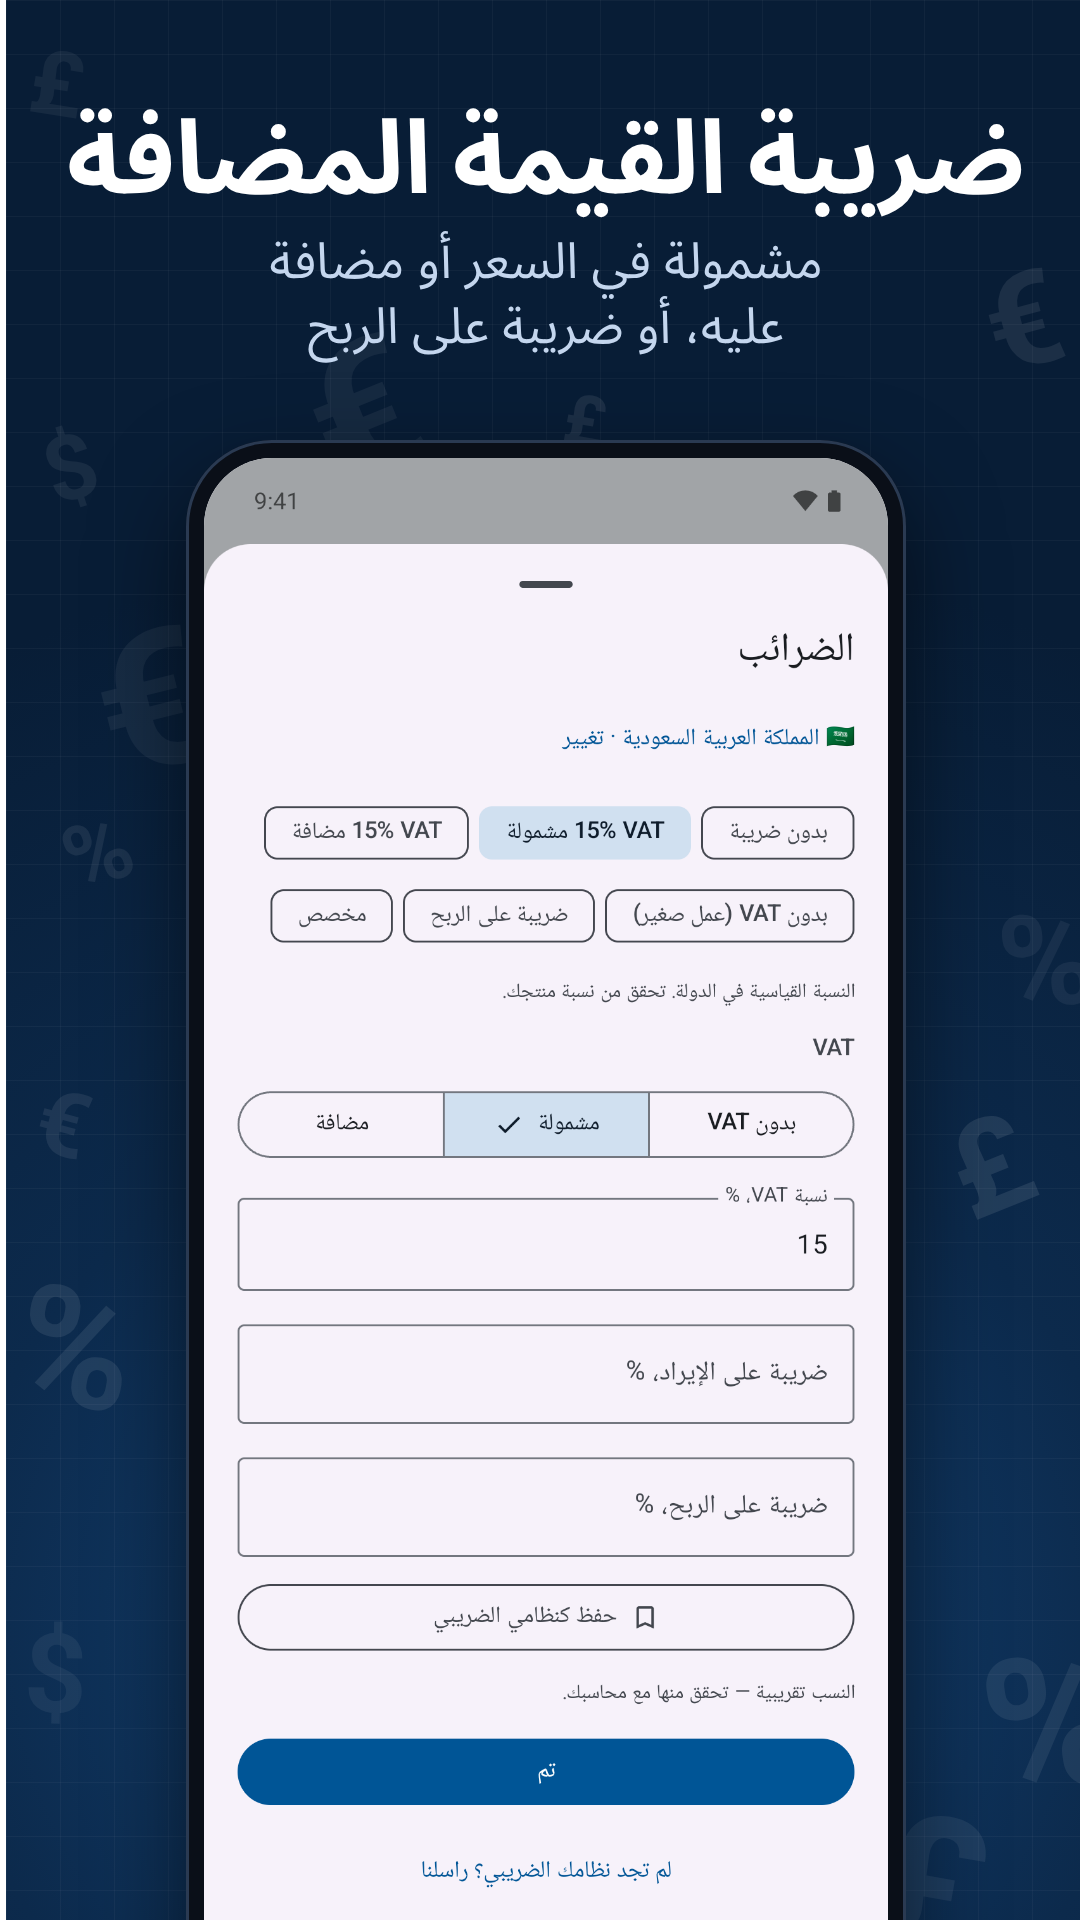 ضريبة القيمة المضافة
مشمولة في السعر أو مضافة
عليه، أو ضريبة على الربح
9:41
الضرائب
المملكة العربية السعودية · تغيير
بدون ضريبة
15% VAT مشمولة
15% VAT مضافة
بدون VAT (عمل صغير)
ضريبة على الربح
مخصص
النسبة القياسية في الدولة. تحقق من نسبة منتجك.
VAT
بدون VAT
مشمولة
مضافة
نسبة VAT، %
15
ضريبة على الإيراد، %
ضريبة على الربح، %
حفظ كنظامي الضريبي
النسب تقريبية — تحقق منها مع محاسبك.
تم
لم تجد نظامك الضريبي؟ راسلنا